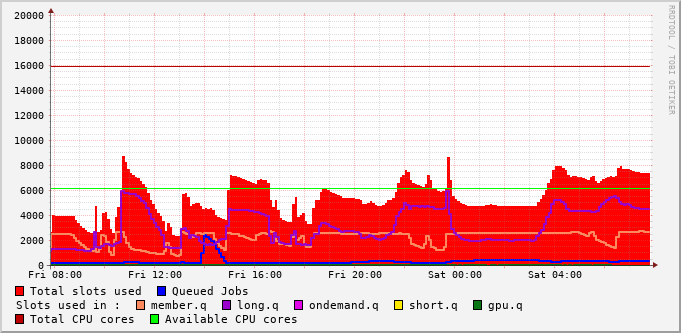 20000
18000
16000
14000
12000
10000
8000
6000
4000
2000
0
Fri 08:00 Fri 12:00 Fri 16:00 Fri 20:00 Sat 00:00 Sat 04:00
Total slots used Queued Jobs
Slots used in : member.q long.q ondemand.q short.q gpu.q
Total CPU cores Available CPU cores
RRDTOOL / TOBI OETIKER